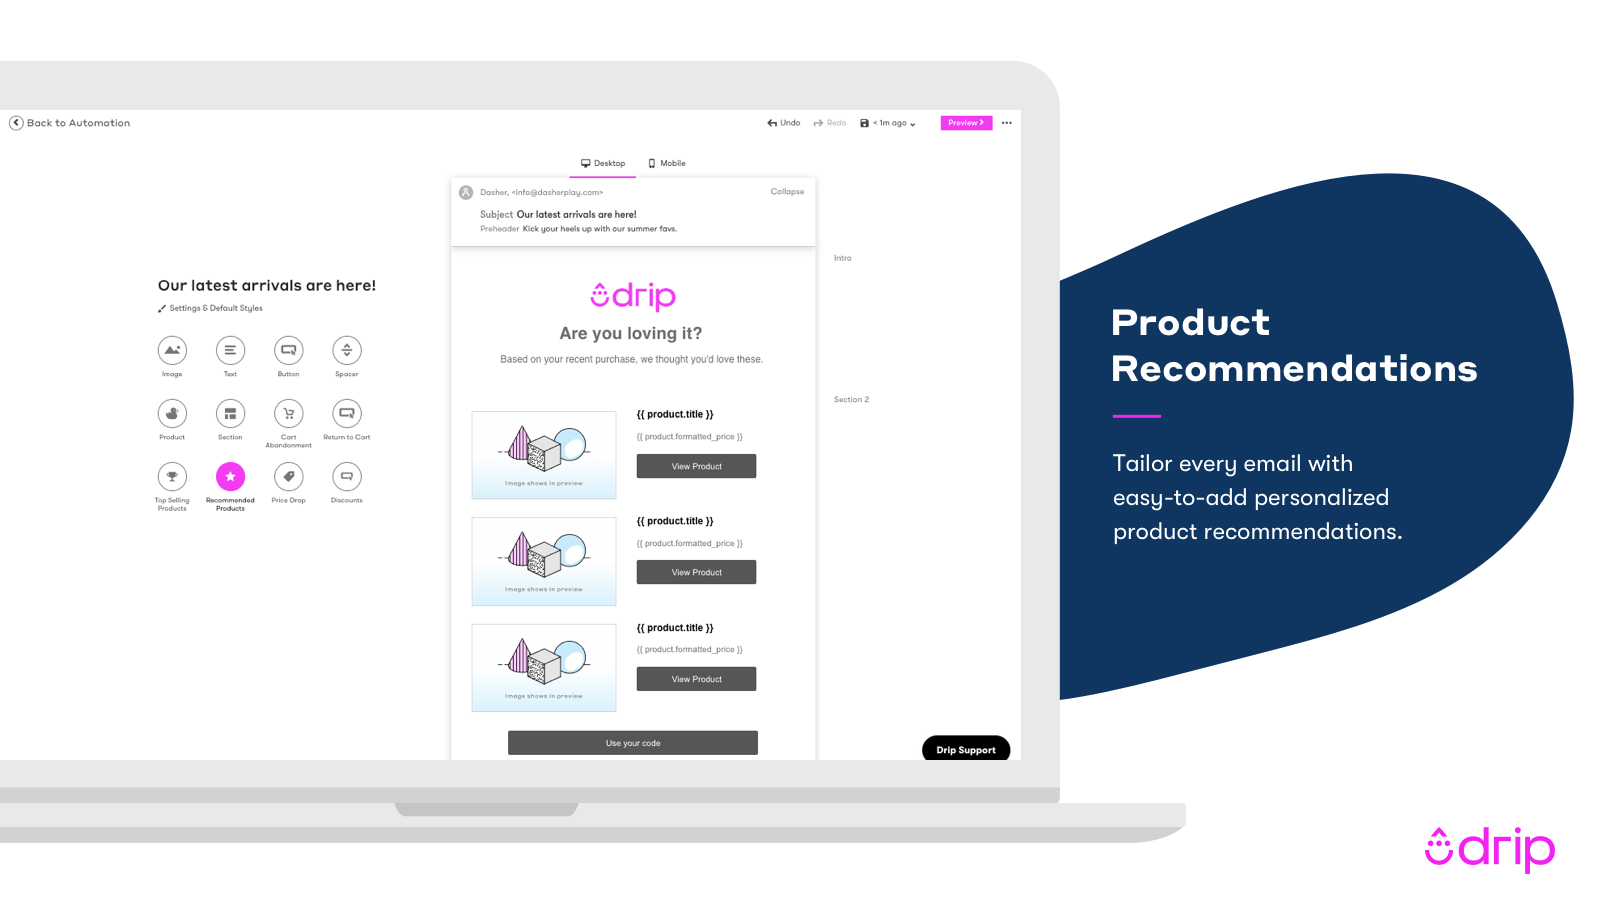 Back to Automation
Undo
Redo
< 1m ago
Preview
Desktop
Mobile
Dasher, <info@dasherplay.com>
Collapse
Subject Our latest arrivals are here!
Preheader Kick your heels up with our summer favs.
Our latest arrivals are here!
Settings & Default Styles
Image
Text
Button
Spacer
Product
Section
Cart
Abandonment
Return to Cart
Top Selling
Products
Recommended
Products
Price Drop
Discounts
drip
Are you loving it?
Based on your recent purchase, we thought you'd love these.
Image shows in preview
{{ product.title }}
{{ product.formatted_price }}
View Product
Image shows in preview
{{ product.title }}
{{ product.formatted_price }}
View Product
Image shows in preview
{{ product.title }}
{{ product.formatted_price }}
View Product
Use your code
Intro
Section 2
Drip Support
Product
Recommendations
Tailor every email with
easy-to-add personalized
product recommendations.
drip